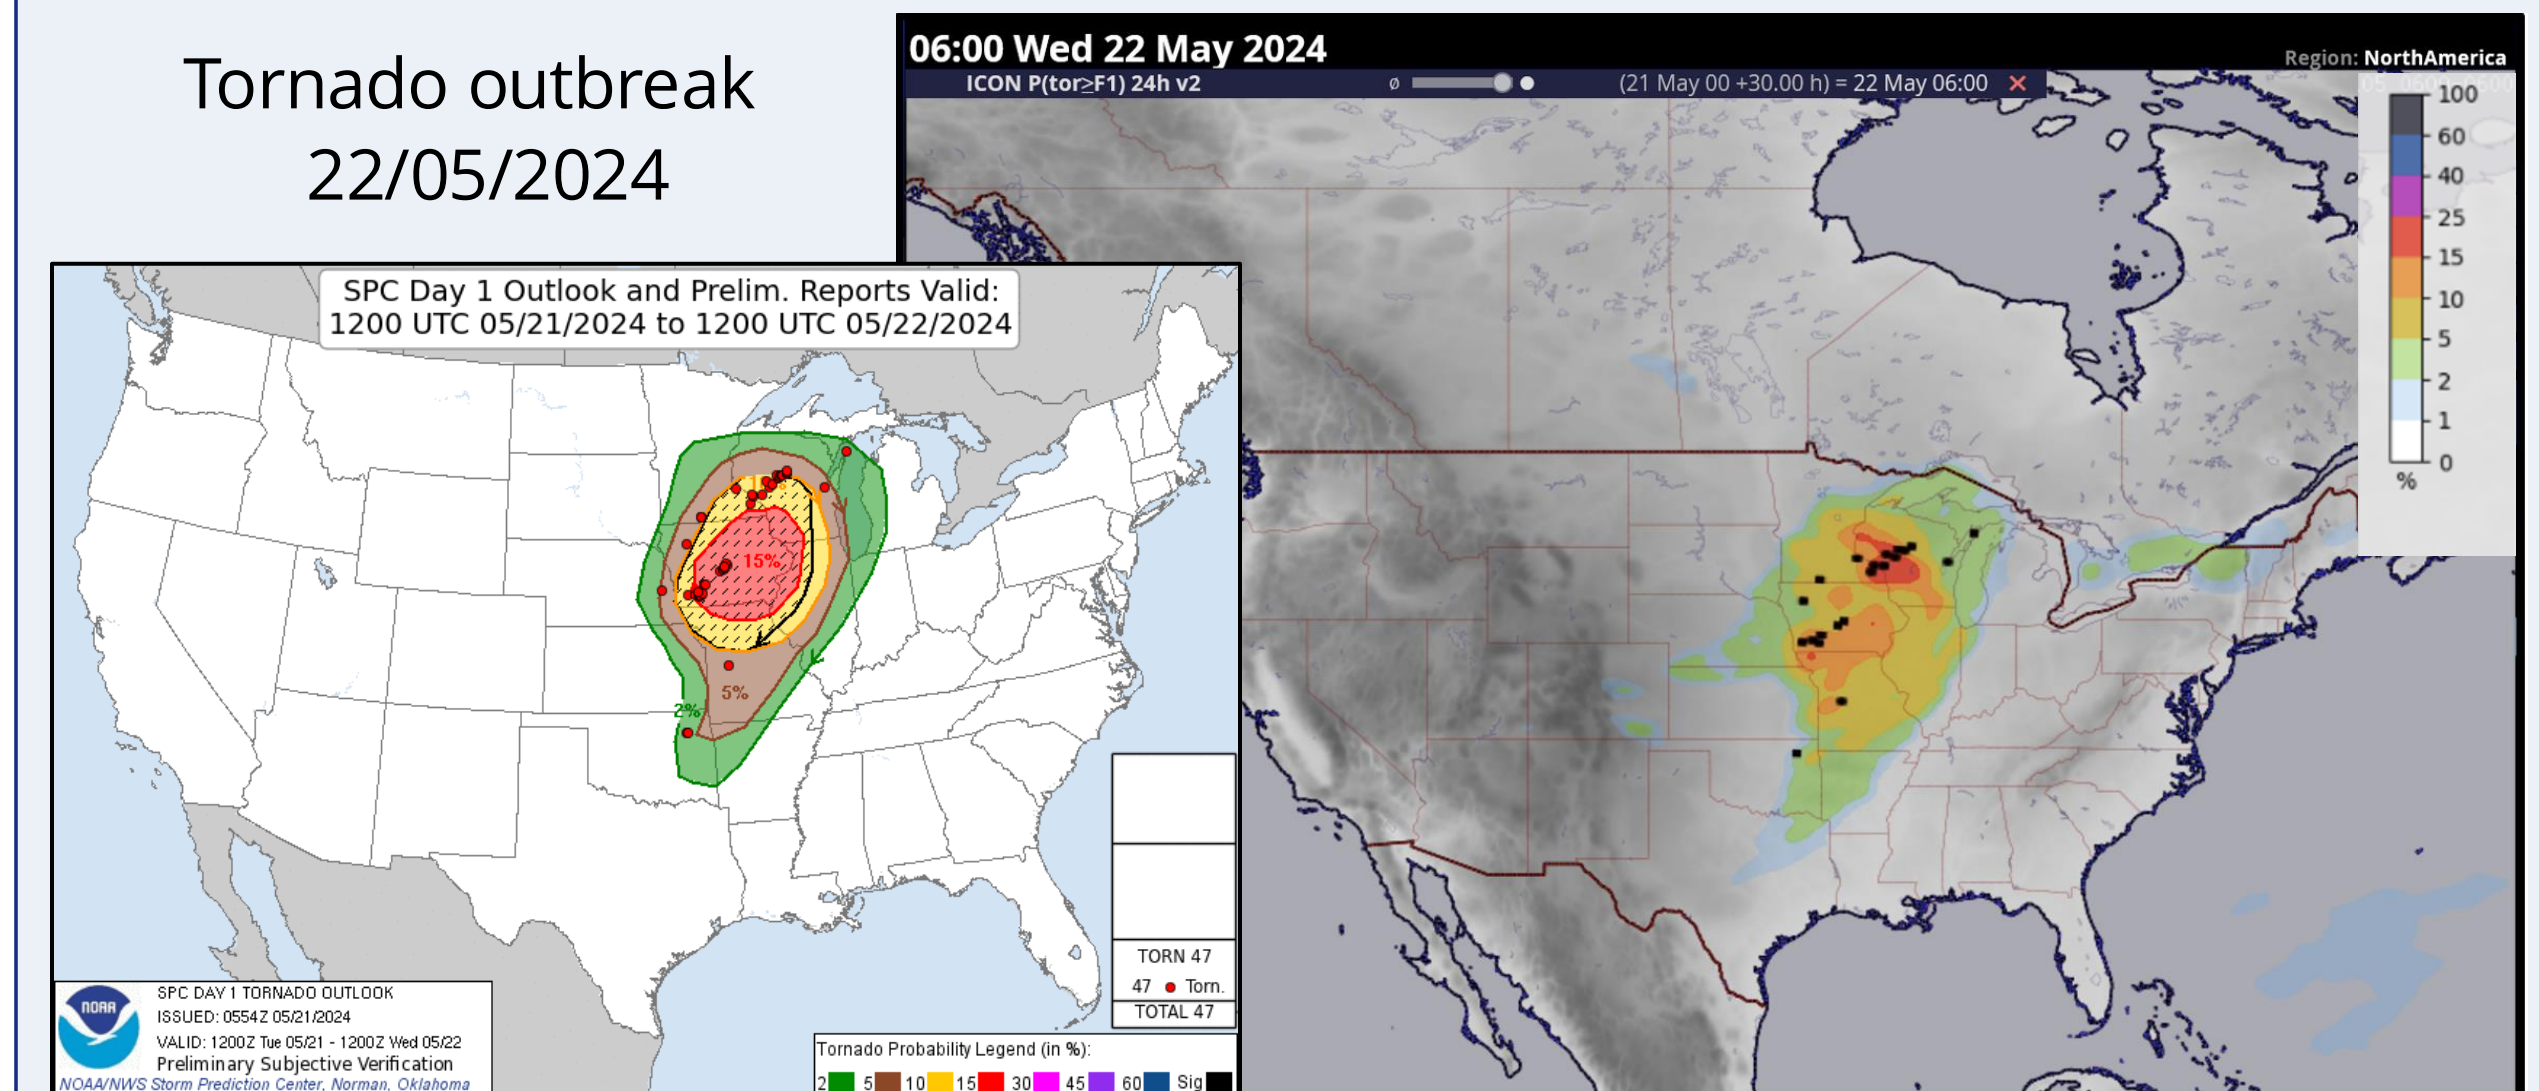 Tornado outbreak
22/05/2024
06:00 Wed 22 May 2024
Region: NorthAmerica
ICON P(tor≥F1) 24h v2
ø
(21 May 00 +30.00 h) = 22 May 06:00
100
60
40
25
15
10
5
2
1
0
%
SPC Day 1 Outlook and Prelim. Reports Valid:
1200 UTC 05/21/2024 to 1200 UTC 05/22/2024
15%
5%
2%
TORN 47
47 Torn.
TOTAL 47
NOAA
SPC DAY 1 TORNADO OUTLOOK
ISSUED: 0554Z 05/21/2024
VALID: 1200Z Tue 05/21 - 1200Z Wed 05/22
Preliminary Subjective Verification
NOAA/NWS Storm Prediction Center, Norman, Oklahoma
Tornado Probability Legend (in %):
2 5 10 15 30 45 60 Sig